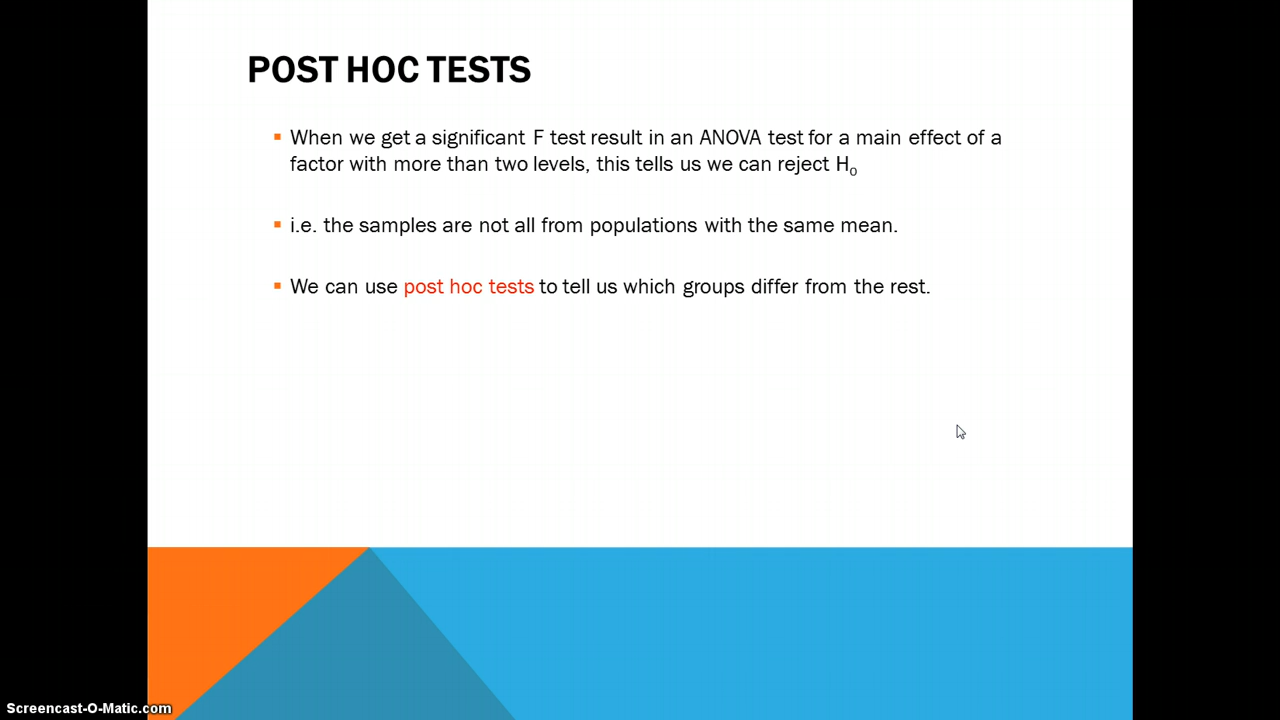 POST HOC TESTS
When we get a significant F test result in an ANOVA test for a main effect of a
factor with more than two levels, this tells us we can reject H₀
i.e. the samples are not all from populations with the same mean.
We can use post hoc tests to tell us which groups differ from the rest.
Screencast-O-Matic.com